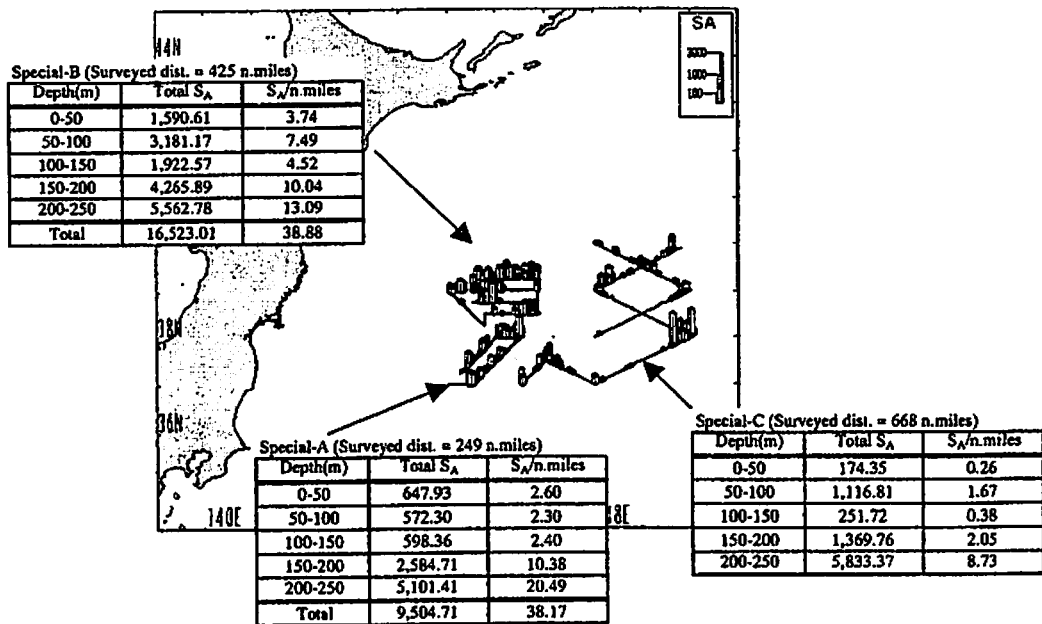 SA
3000
1000
100
44N
Special-B (Surveyed dist. = 425 n.miles)
Depth(m) Total SA SA/n.miles
0-50 1,590.61 3.74
50-100 3,181.17 7.49
100-150 1,922.57 4.52
150-200 4,265.89 10.04
200-250 5,562.78 13.09
Total 16,523.01 38.88
38N
36N
Special-A (Surveyed dist. = 249 n.miles)
Depth(m) Total SA SA/n.miles
0-50 647.93 2.60
50-100 572.30 2.30
100-150 598.36 2.40
150-200 2,584.71 10.38
200-250 5,101.41 20.49
Total 9,504.71 38.17
Special-C (Surveyed dist. = 668 n.miles)
Depth(m) Total SA SA/n.miles
0-50 174.35 0.26
50-100 1,116.81 1.67
100-150 251.72 0.38
150-200 1,369.76 2.05
200-250 5,833.37 8.73
140E
8E